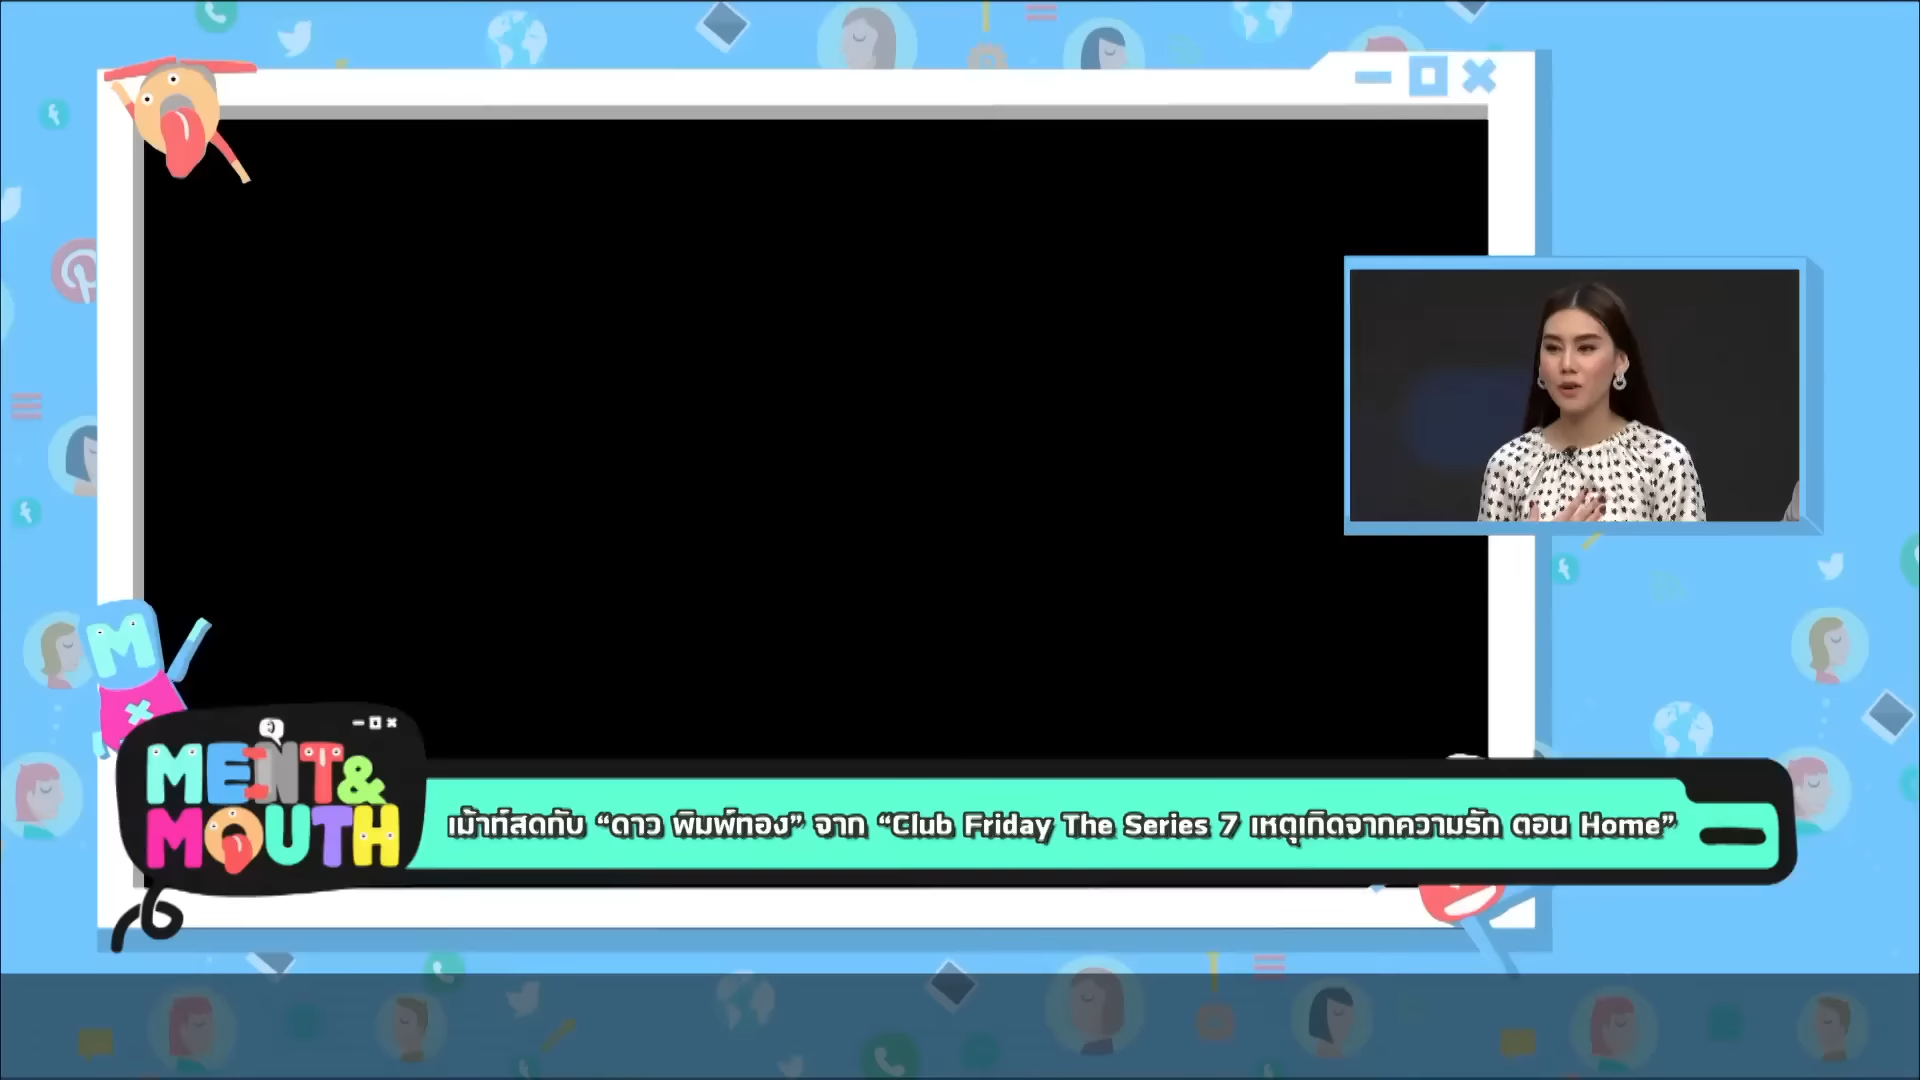 MENT&
MOUTH
เม้าท์สดกับ “ดาว พิมพ์ทอง” จาก “Club Friday The Series 7 เหตุเกิดจากความรัก ตอน Home”